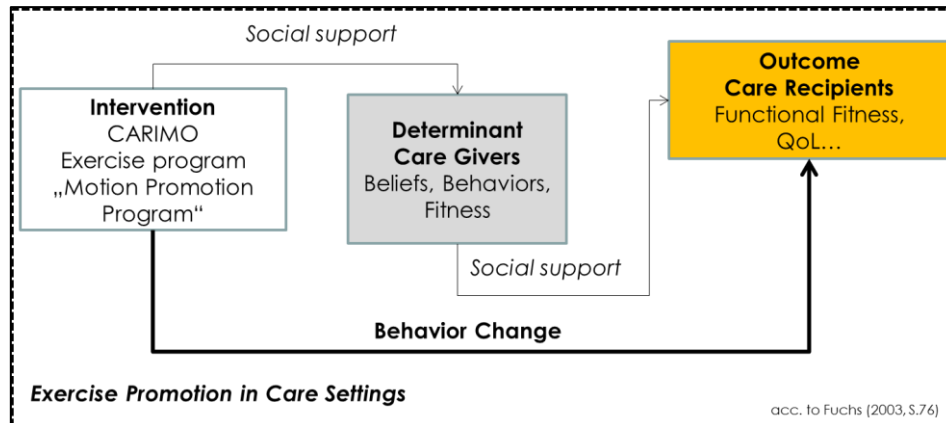 Social support
Intervention
CARIMO
Exercise program
„Motion Promotion
Program“
Determinant
Care Givers
Beliefs, Behaviors,
Fitness
Outcome
Care Recipients
Functional Fitness,
QoL...
Social support
Behavior Change
Exercise Promotion in Care Settings
acc. to Fuchs (2003, S.76)